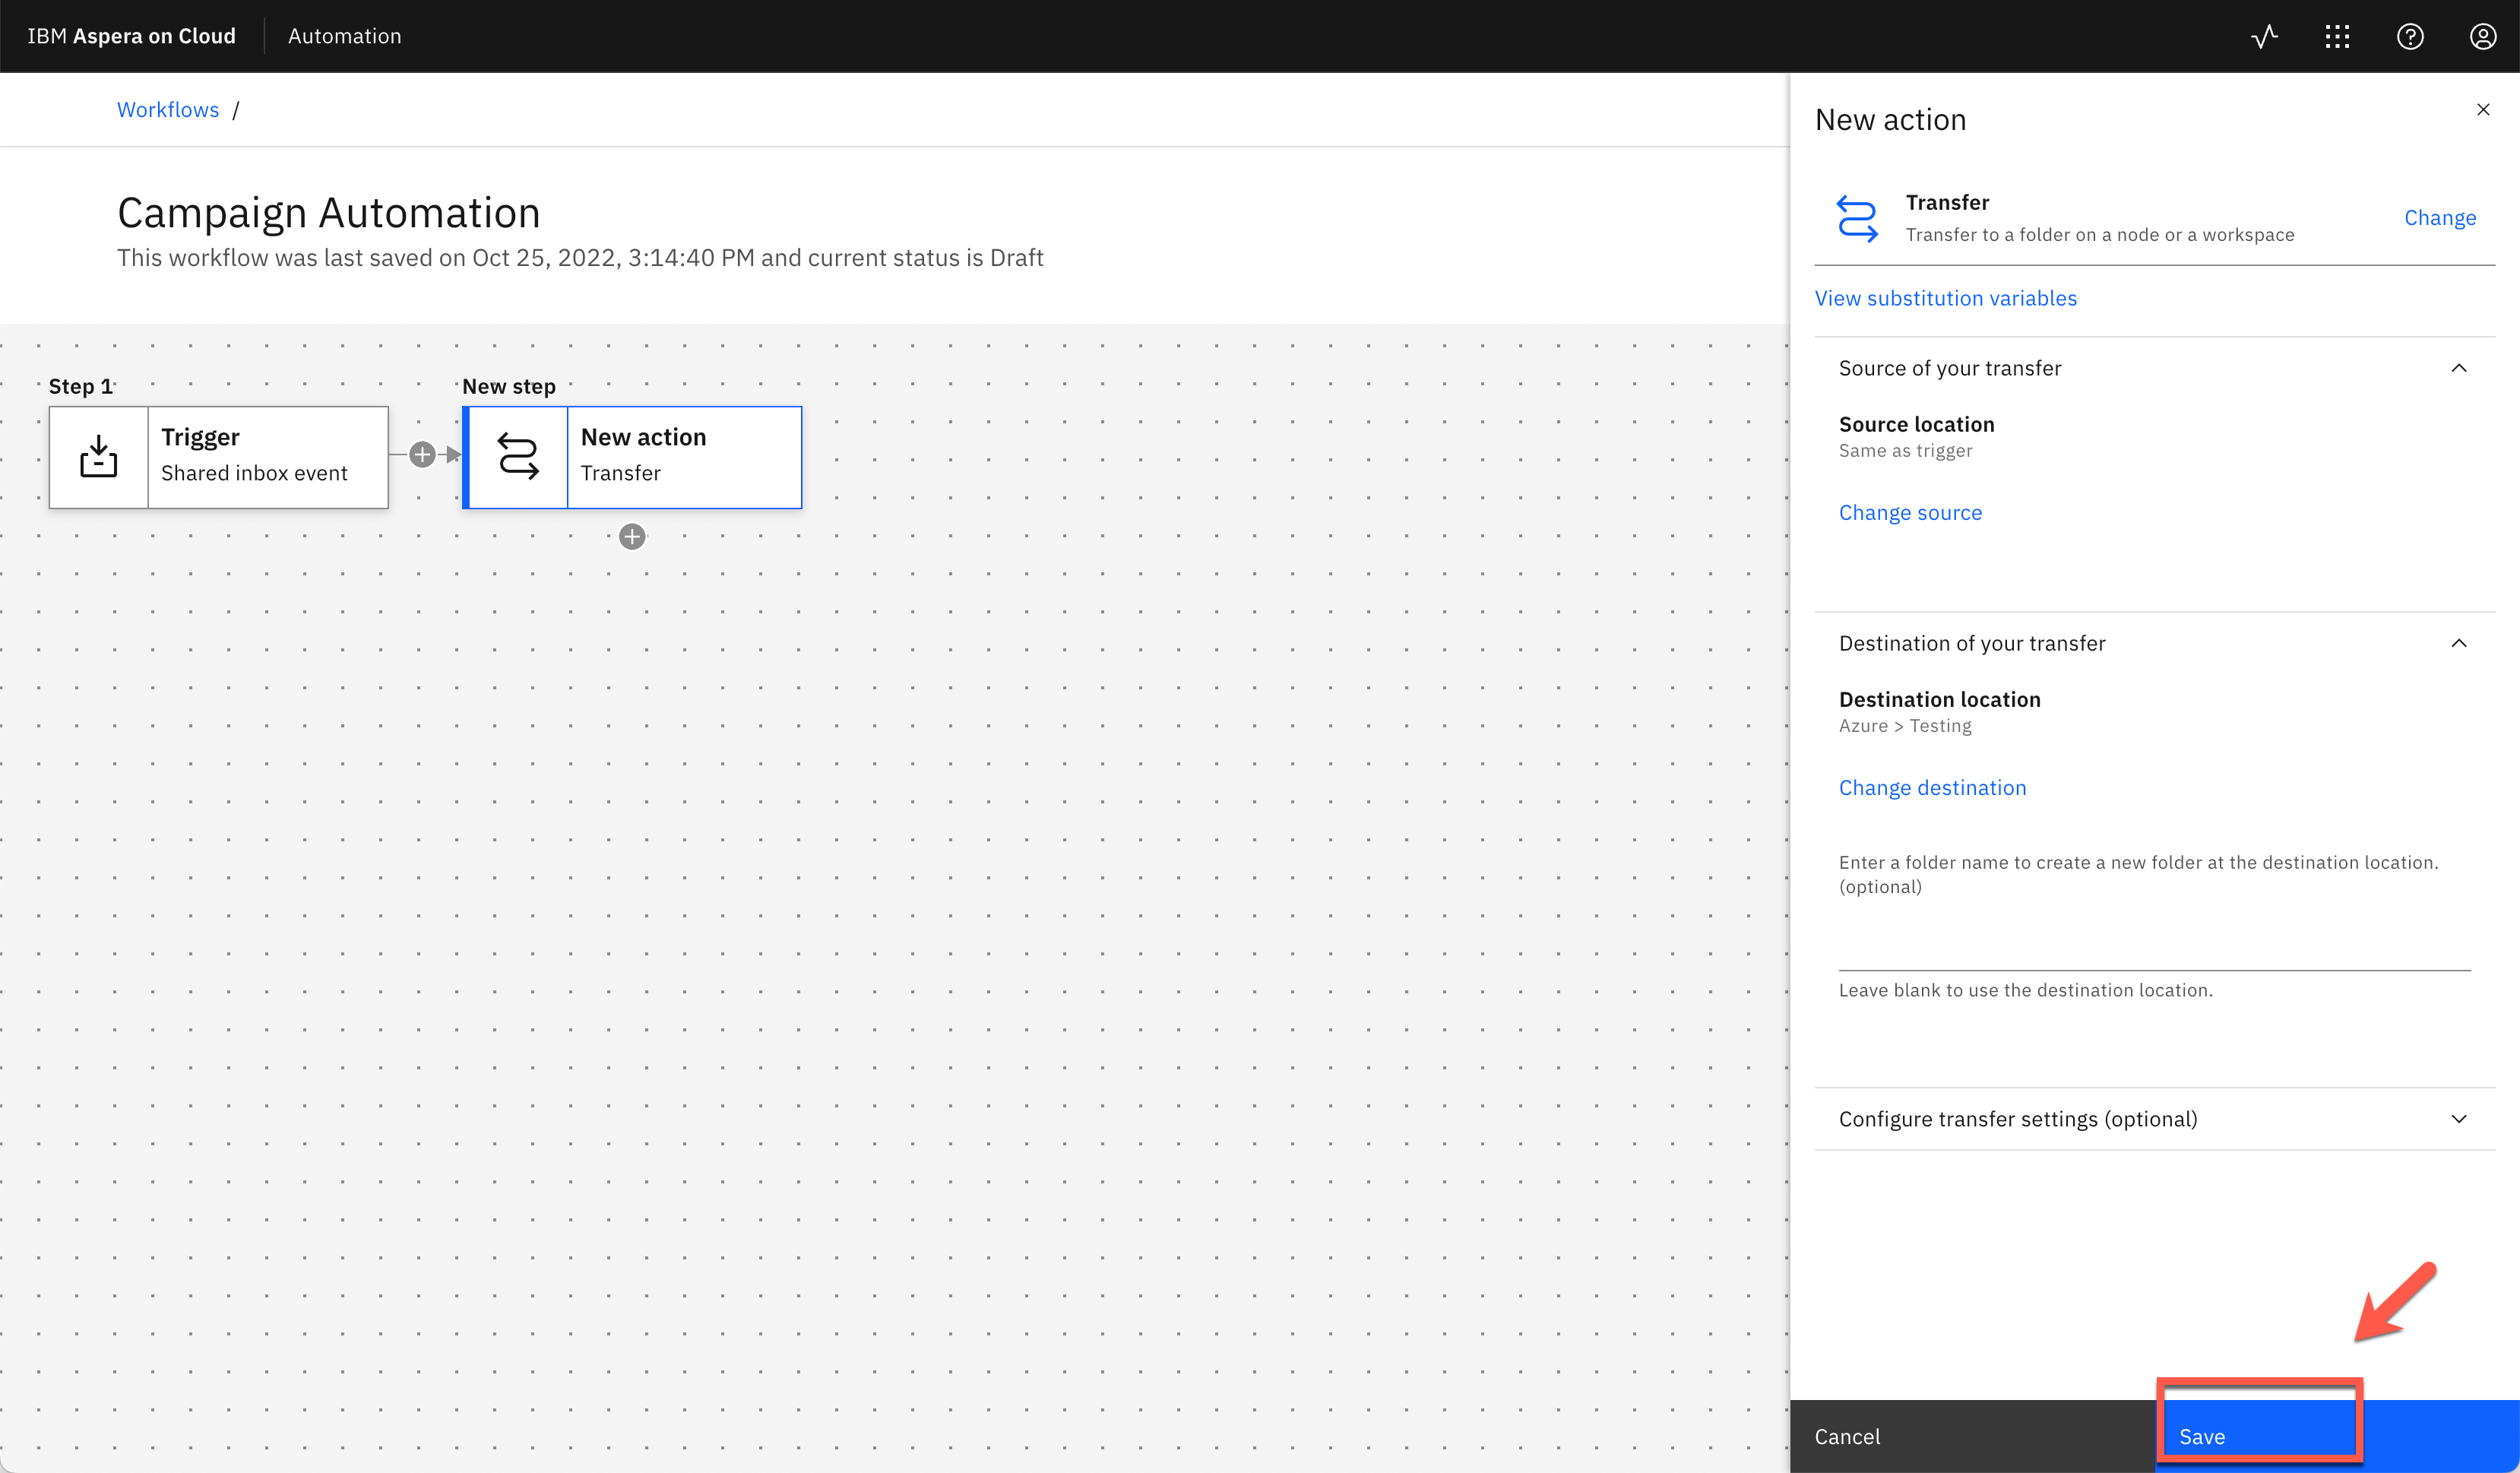 IBM Aspera on Cloud Automation
Workflows /
Campaign Automation
This workflow was last saved on Oct 25, 2022, 3:14:40 PM and current status is Draft
Step 1
Trigger
Shared inbox event
New step
New action
Transfer
New action
Transfer
Transfer to a folder on a node or a workspace
Change
View substitution variables
Source of your transfer
Source location
Same as trigger
Change source
Destination of your transfer
Destination location
Azure > Testing
Change destination
Enter a folder name to create a new folder at the destination location.
(optional)
Leave blank to use the destination location.
Configure transfer settings (optional)
Cancel
Save